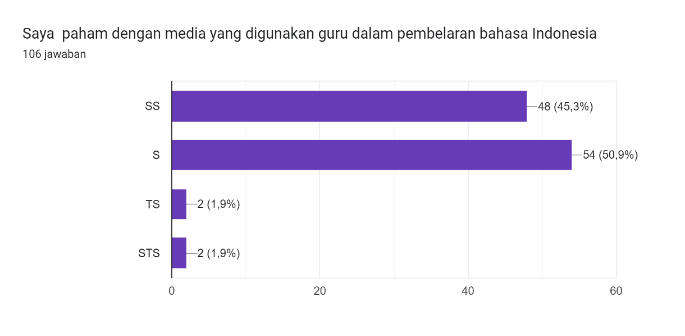 Saya  paham dengan media yang digunakan guru dalam pembelaran bahasa Indonesia
106 jawaban
SS
48 (45,3%)
S
54 (50,9%)
TS
2 (1,9%)
STS
2 (1,9%)
0
20
40
60